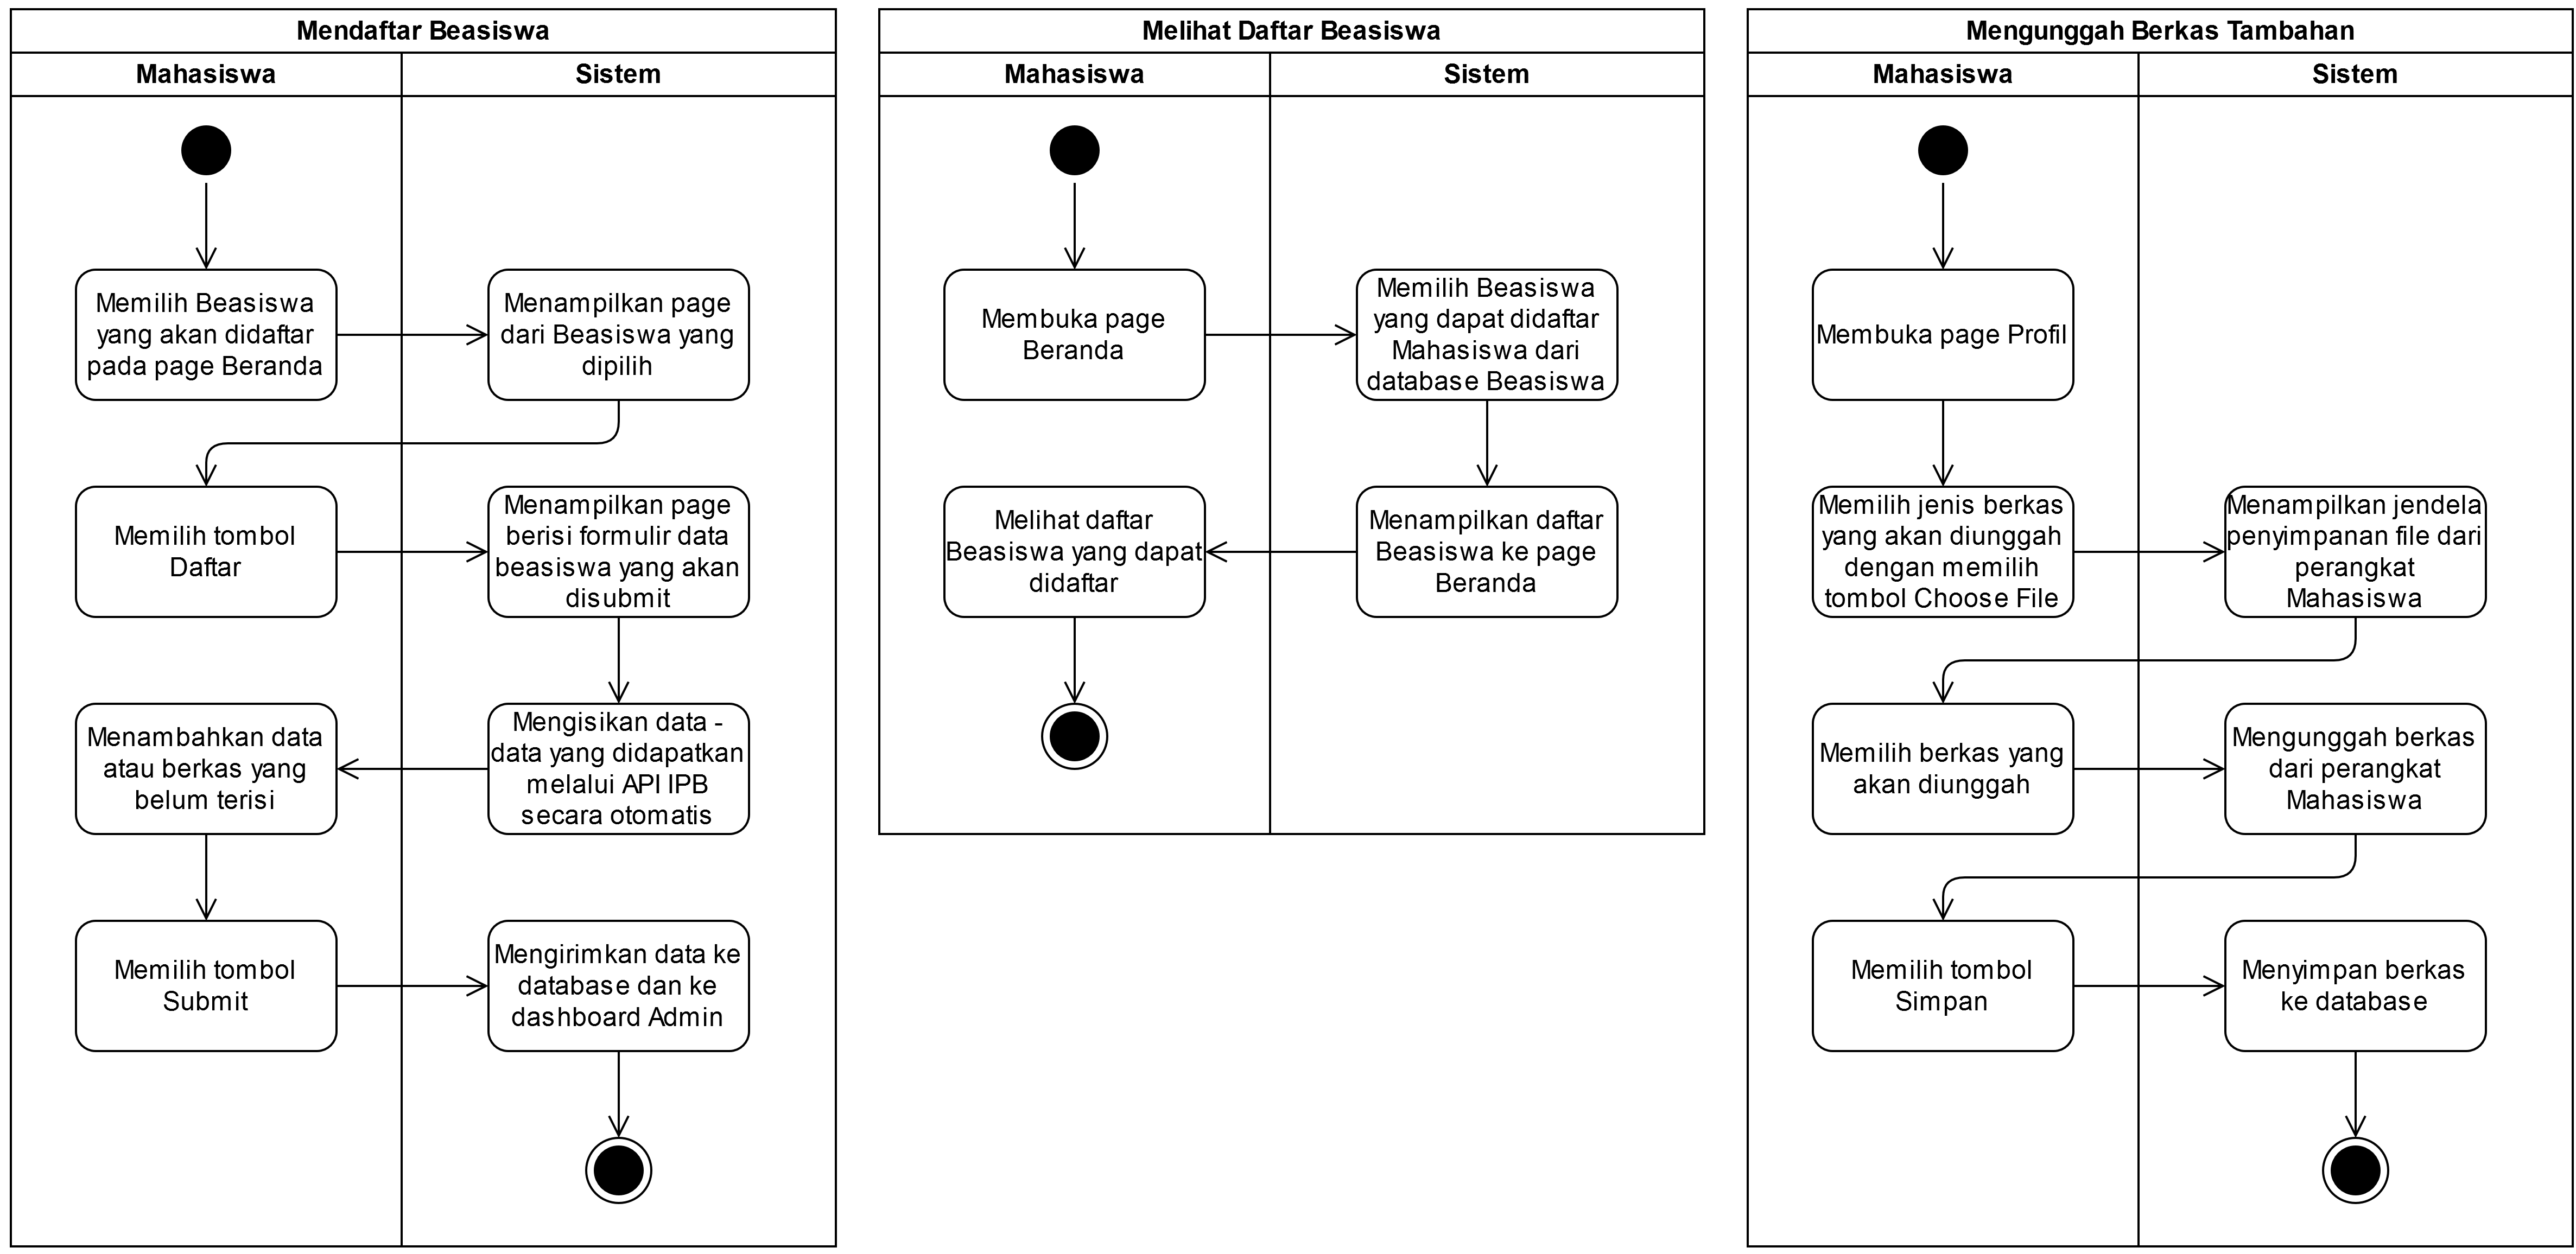 Mendaftar Beasiswa
Mahasiswa
Sistem
Memilih Beasiswa
yang akan didaftar
pada page Beranda
Menampilkan page
dari Beasiswa yang
dipilih
Memilih tombol
Daftar
Menampilkan page
berisi formulir data
beasiswa yang akan
disubmit
Mengisikan data -
data yang didapatkan
melalui API IPB
secara otomatis
Menambahkan data
atau berkas yang
belum terisi
Memilih tombol
Submit
Mengirimkan data ke
database dan ke
dashboard Admin
Melihat Daftar Beasiswa
Mahasiswa
Sistem
Membuka page
Beranda
Memilih Beasiswa
yang dapat didaftar
Mahasiswa dari
database Beasiswa
Menampilkan daftar
Beasiswa ke page
Beranda
Melihat daftar
Beasiswa yang dapat
didaftar
Mengunggah Berkas Tambahan
Mahasiswa
Sistem
Membuka page Profil
Memilih jenis berkas
yang akan diunggah
dengan memilih
tombol Choose File
Menampilkan jendela
penyimpanan file dari
perangkat
Mahasiswa
Memilih berkas yang
akan diunggah
Mengunggah berkas
dari perangkat
Mahasiswa
Memilih tombol
Simpan
Menyimpan berkas
ke database